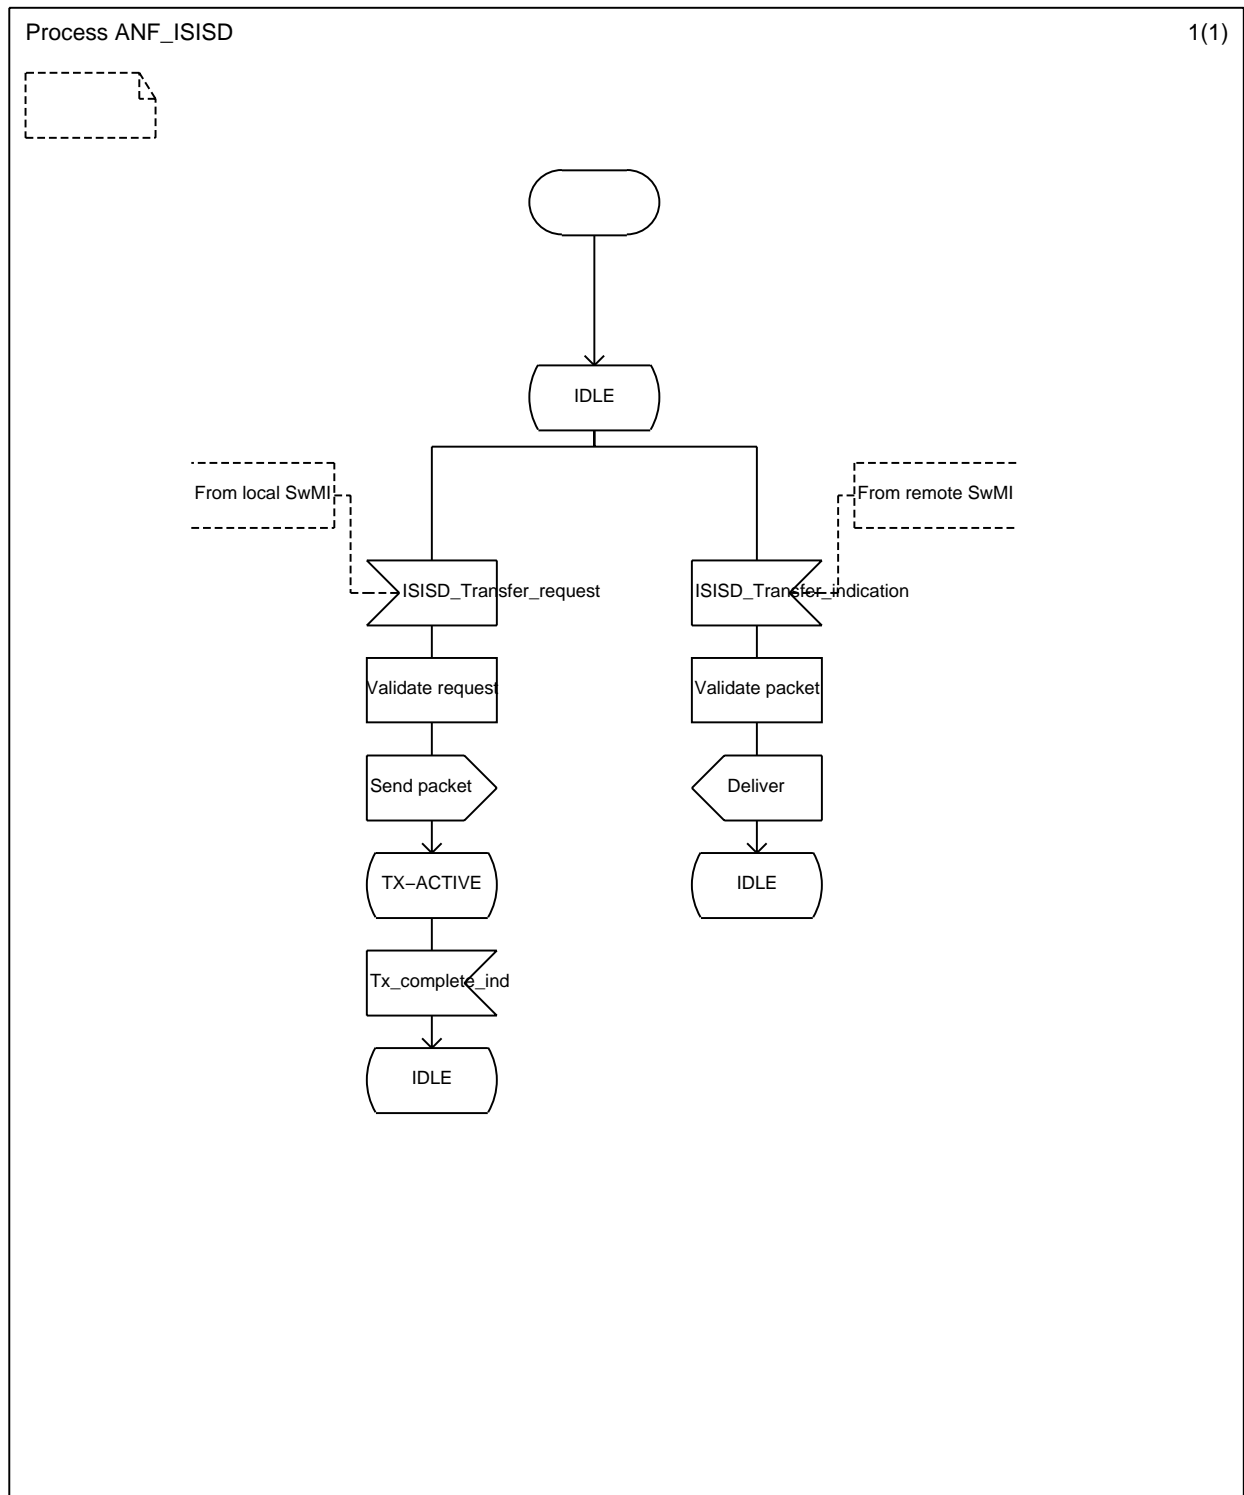 Process ANF_ISISD
1(1)
IDLE
From local SwMI
From remote SwMI
ISISD_Transfer_request
ISISD_Transfer_indication
Validate request
Validate packet
Send packet
Deliver
TX−ACTIVE
IDLE
Tx_complete_ind
IDLE